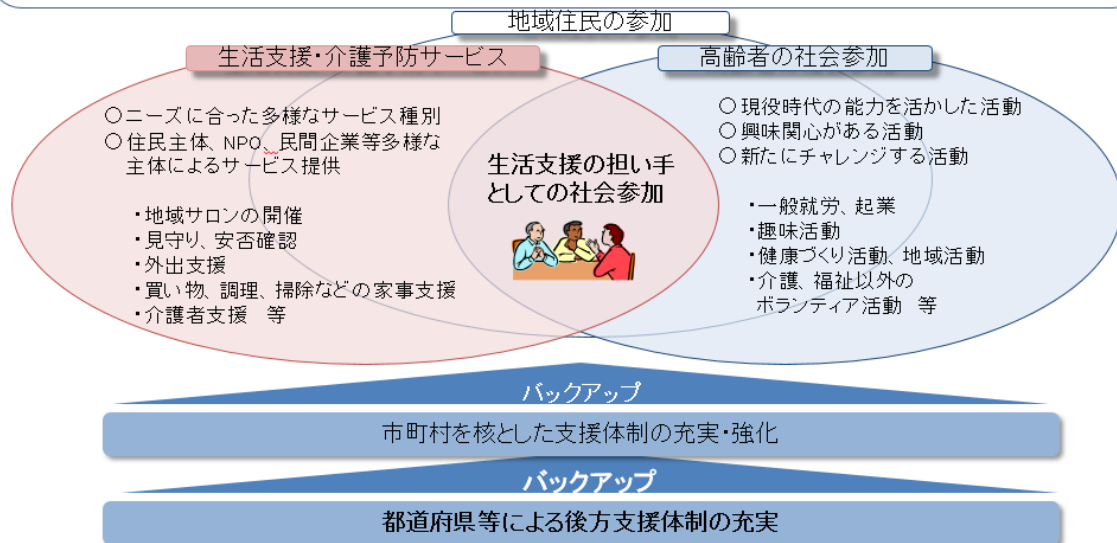 地域住民の参加
生活支援・介護予防サービス
高齢者の社会参加
○ニーズに合った多様なサービス種別
○住民主体、NPO、民間企業等多様な
主体によるサービス提供
・地域サロンの開催
・見守り、安否確認
・外出支援
・買い物、調理、掃除などの家事支援
・介護者支援　等
生活支援の担い手
としての社会参加
○現役時代の能力を活かした活動
○興味関心がある活動
○新たにチャレンジする活動
・一般就労、起業
・趣味活動
・健康づくり活動、地域活動
・介護、福祉以外の
ボランティア活動　等
バックアップ
市町村を核とした支援体制の充実・強化
バックアップ
都道府県等による後方支援体制の充実